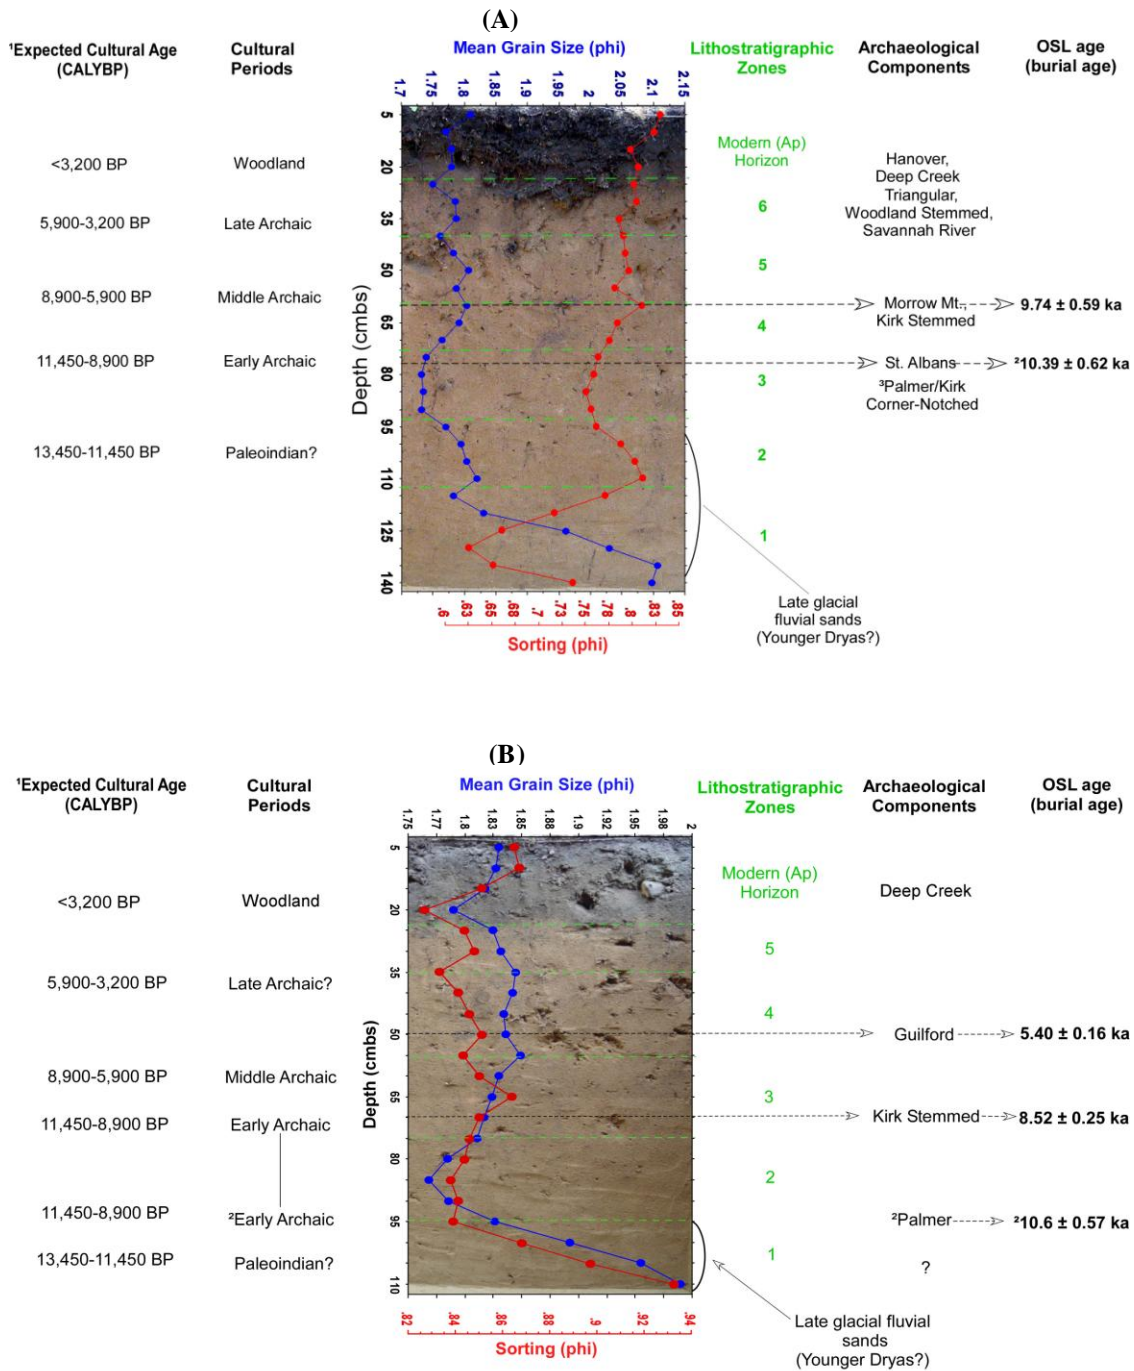 (A)
¹Expected Cultural Age
(CALYBP)
Cultural
Periods
Mean Grain Size (phi)
Lithostratigraphic
Zones
Archaeological
Components
OSL age
(burial age)
1.7 1.75 1.8 1.85 1.9 1.95 2 2.05 2.1 2.15
<3,200 BP
Woodland
5,900-3,200 BP
Late Archaic
8,900-5,900 BP
Middle Archaic
11,450-8,900 BP
Early Archaic
13,450-11,450 BP
Paleoindian?
Depth (cmbs)
5
20
35
50
65
80
95
110
125
140
Modern (Ap)
Horizon
6
5
4
3
2
1
Hanover,
Deep Creek
Triangular,
Woodland Stemmed,
Savannah River
Morrow Mt.,
Kirk Stemmed
9.74 ± 0.59 ka
St. Albans
²10.39 ± 0.62 ka
³Palmer/Kirk
Corner-Notched
Late glacial
fluvial sands
(Younger Dryas?)
.6 .63 .65 .68 .7 .73 .75 .78 .8 .83 .85
Sorting (phi)
(B)
¹Expected Cultural Age
(CALYBP)
Cultural
Periods
Mean Grain Size (phi)
Lithostratigraphic
Zones
Archaeological
Components
OSL age
(burial age)
1.75 1.77 1.8 1.83 1.85 1.88 1.9 1.92 1.95 1.98 2
<3,200 BP
Woodland
5,900-3,200 BP
Late Archaic?
8,900-5,900 BP
Middle Archaic
11,450-8,900 BP
Early Archaic
11,450-8,900 BP
²Early Archaic
13,450-11,450 BP
Paleoindian?
Depth (cmbs)
5
20
35
50
65
80
95
110
Modern (Ap)
Horizon
5
4
3
2
1
Deep Creek
Guilford
5.40 ± 0.16 ka
Kirk Stemmed
8.52 ± 0.25 ka
²Palmer
²10.6 ± 0.57 ka
?
Late glacial fluvial
sands
(Younger Dryas?)
.82 .84 .86 .88 .9 .92 .94
Sorting (phi)